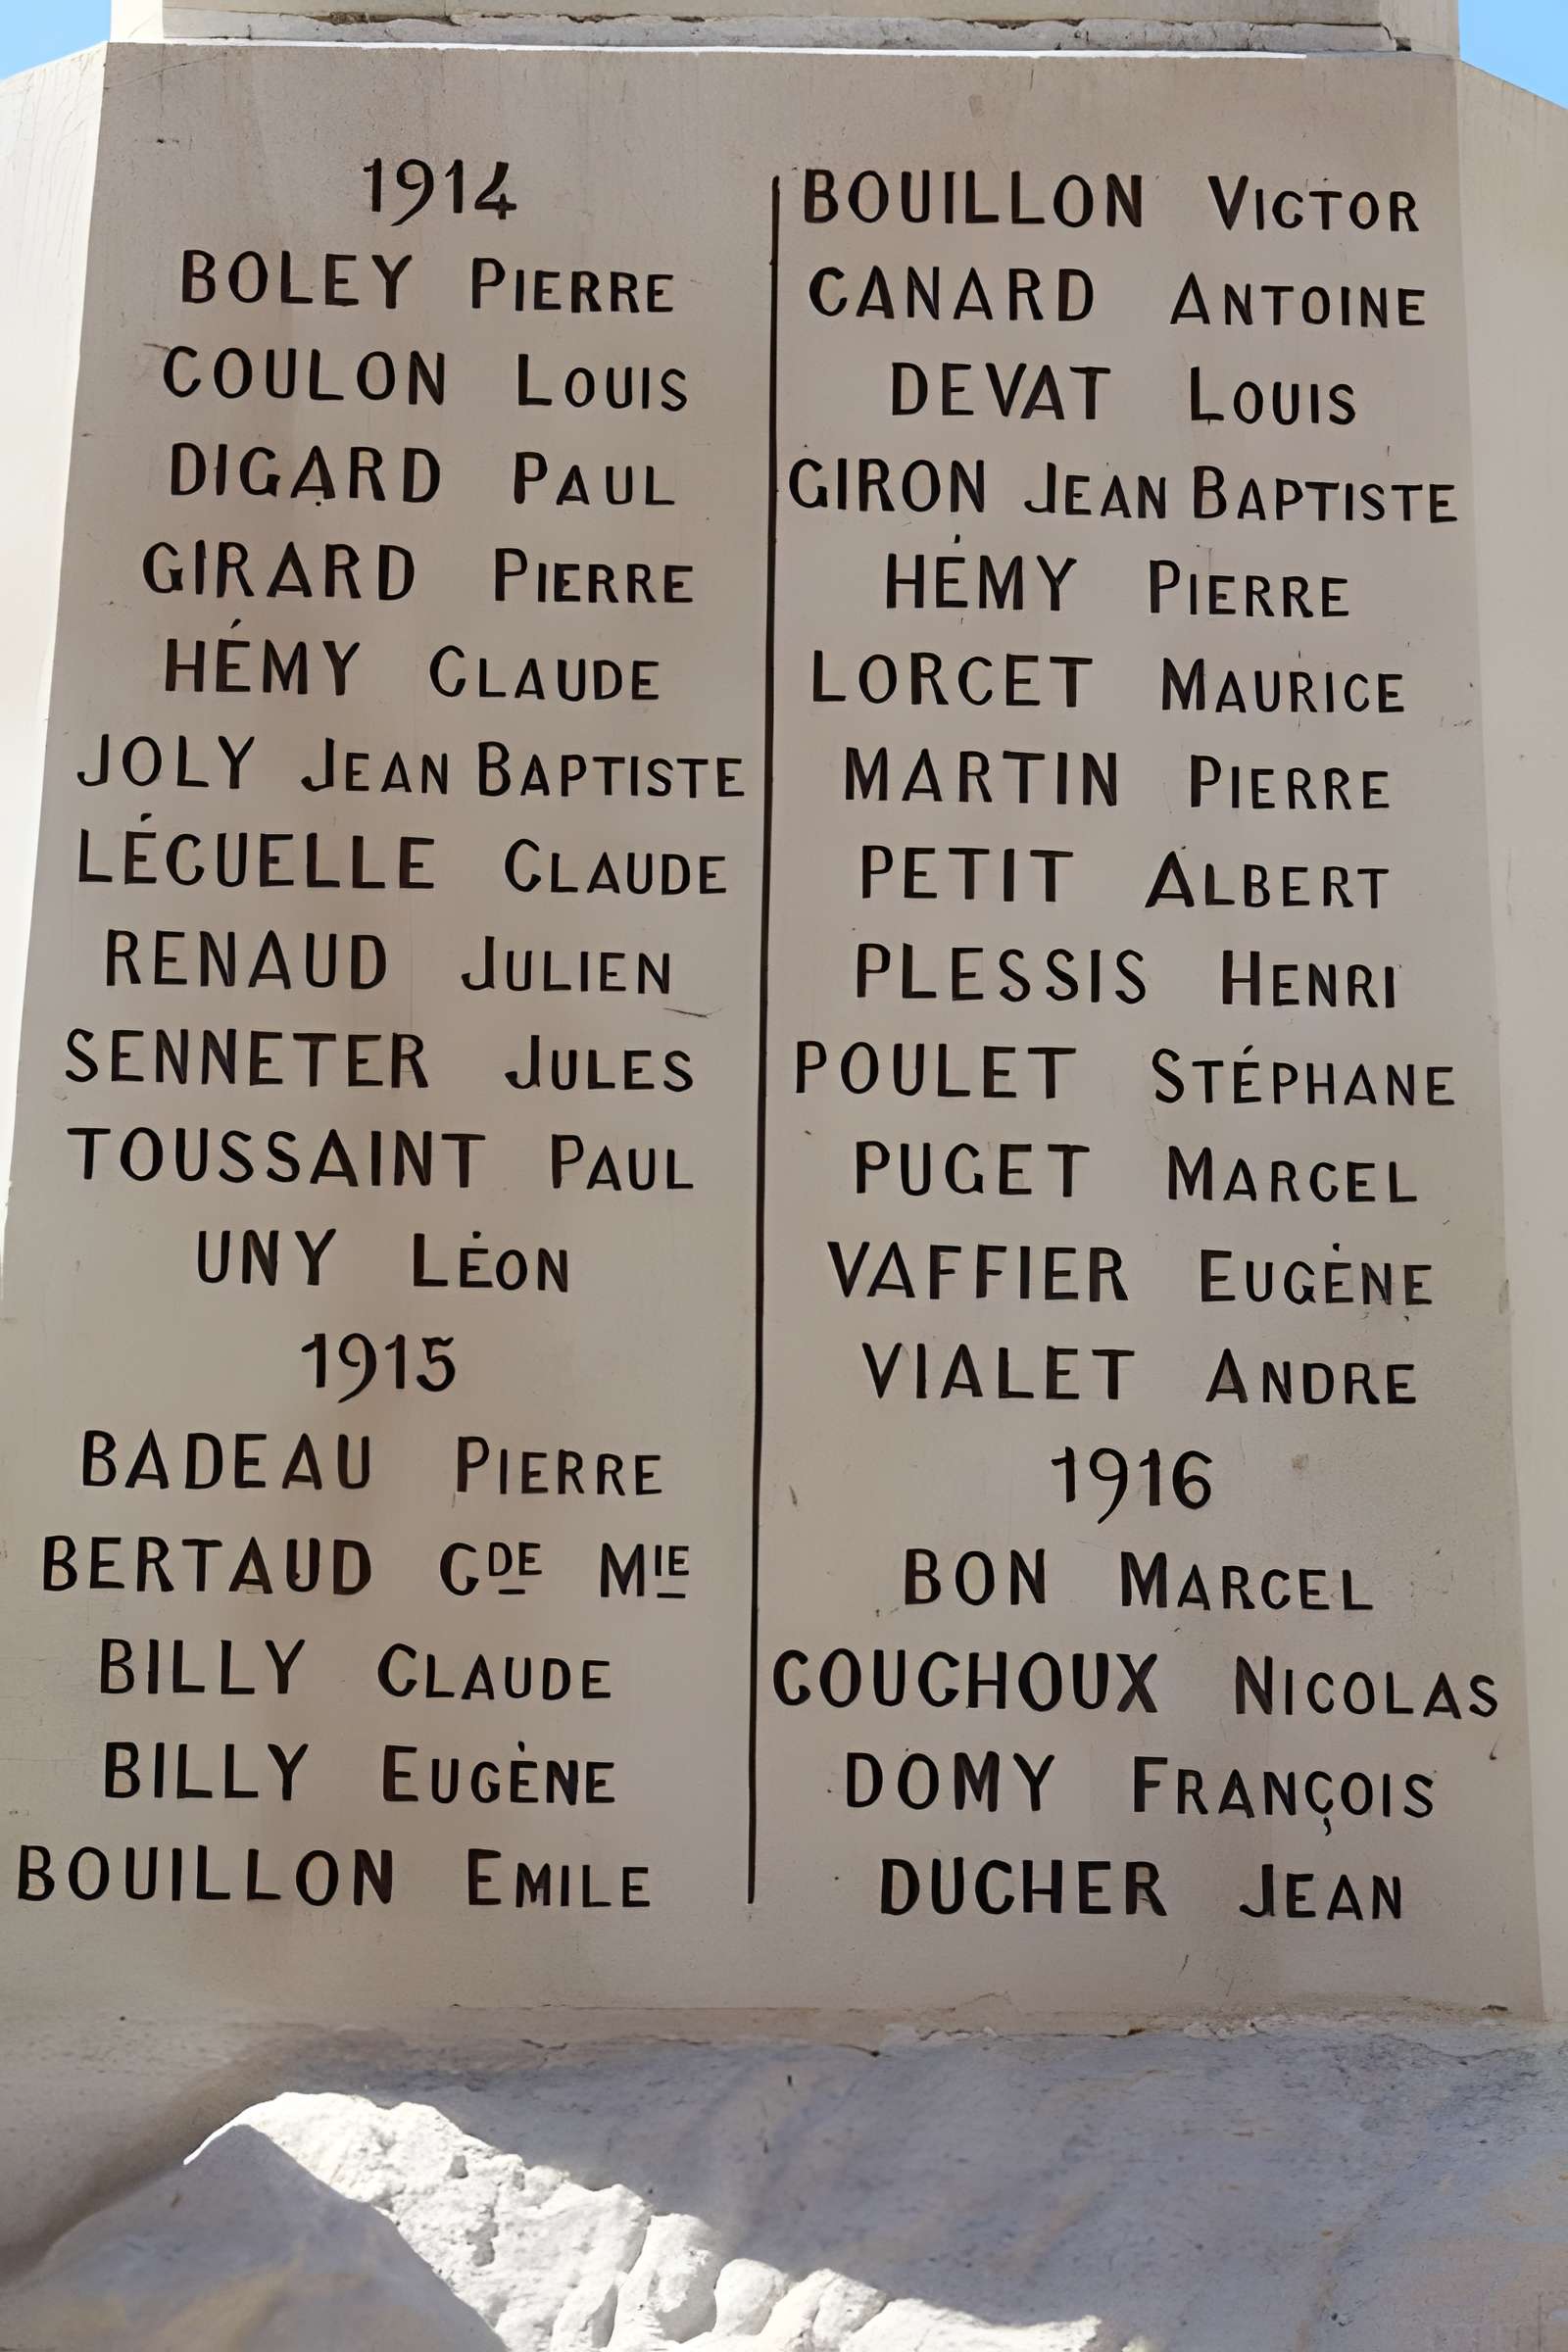 1914
BOLEY PIERRE
COULON LOUIS
DIGARD PAUL
GIRARD PIERRE
HÉMY CLAUDE
JOLY JEAN BAPTISTE
LÉCUELLE CLAUDE
RENAUD JULIEN
SENNETER JULES
TOUSSAINT PAUL
UNY LÉON
1915
BADEAU PIERRE
BERTAUD CDE MIE
BILLY CLAUDE
BILLY EUGÈNE
BOUILLON EMILE
BOUILLON VICTOR
CANARD ANTOINE
DEVAT LOUIS
GIRON JEAN BAPTISTE
HÉMY PIERRE
LORCET MAURICE
MARTIN PIERRE
PETIT ALBERT
PLESSIS HENRI
POULET STÉPHANE
PUGET MARCEL
VAFFIER EUGÈNE
VIALET ANDRE
1916
BON MARCEL
COUCHOUX NICOLAS
DOMY FRANÇOIS
DUCHER JEAN